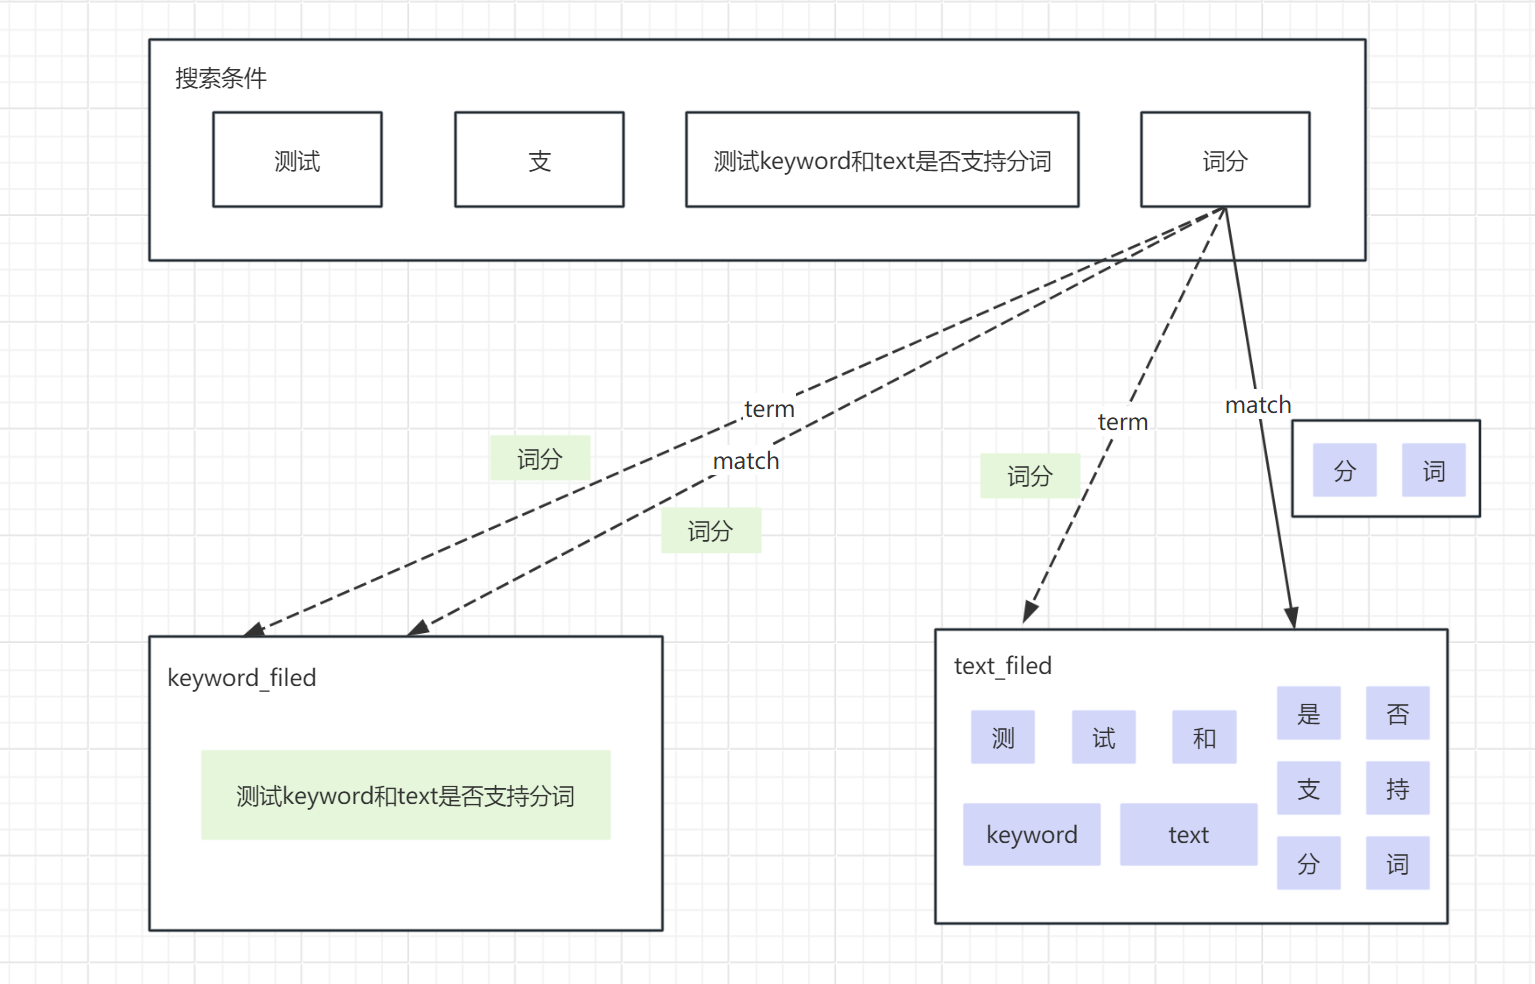 搜索条件
测试
支
测试keyword和text是否支持分词
词分
term
match
词分
词分
term
match
词分
分
词
keyword_filed
测试keyword和text是否支持分词
text_filed
测
试
和
是
否
支
持
keyword
text
分
词